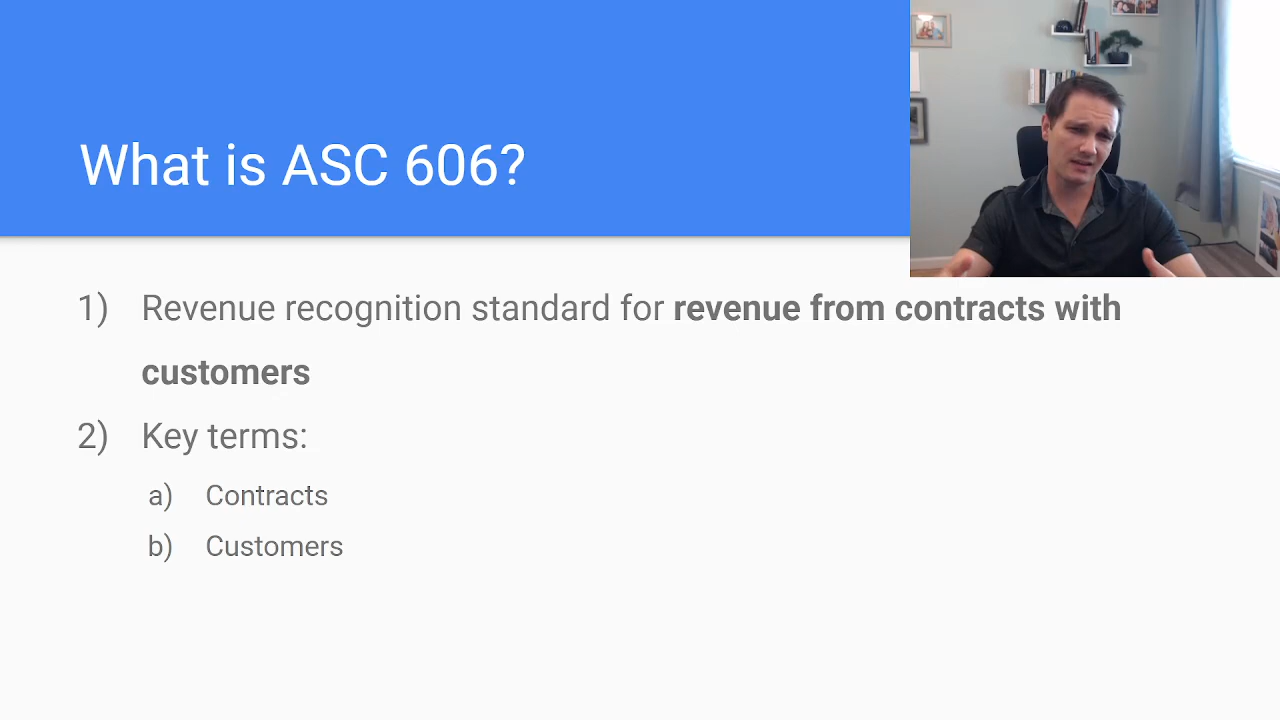 What is ASC 606?
1) Revenue recognition standard for revenue from contracts with
customers
2) Key terms:
a) Contracts
b) Customers